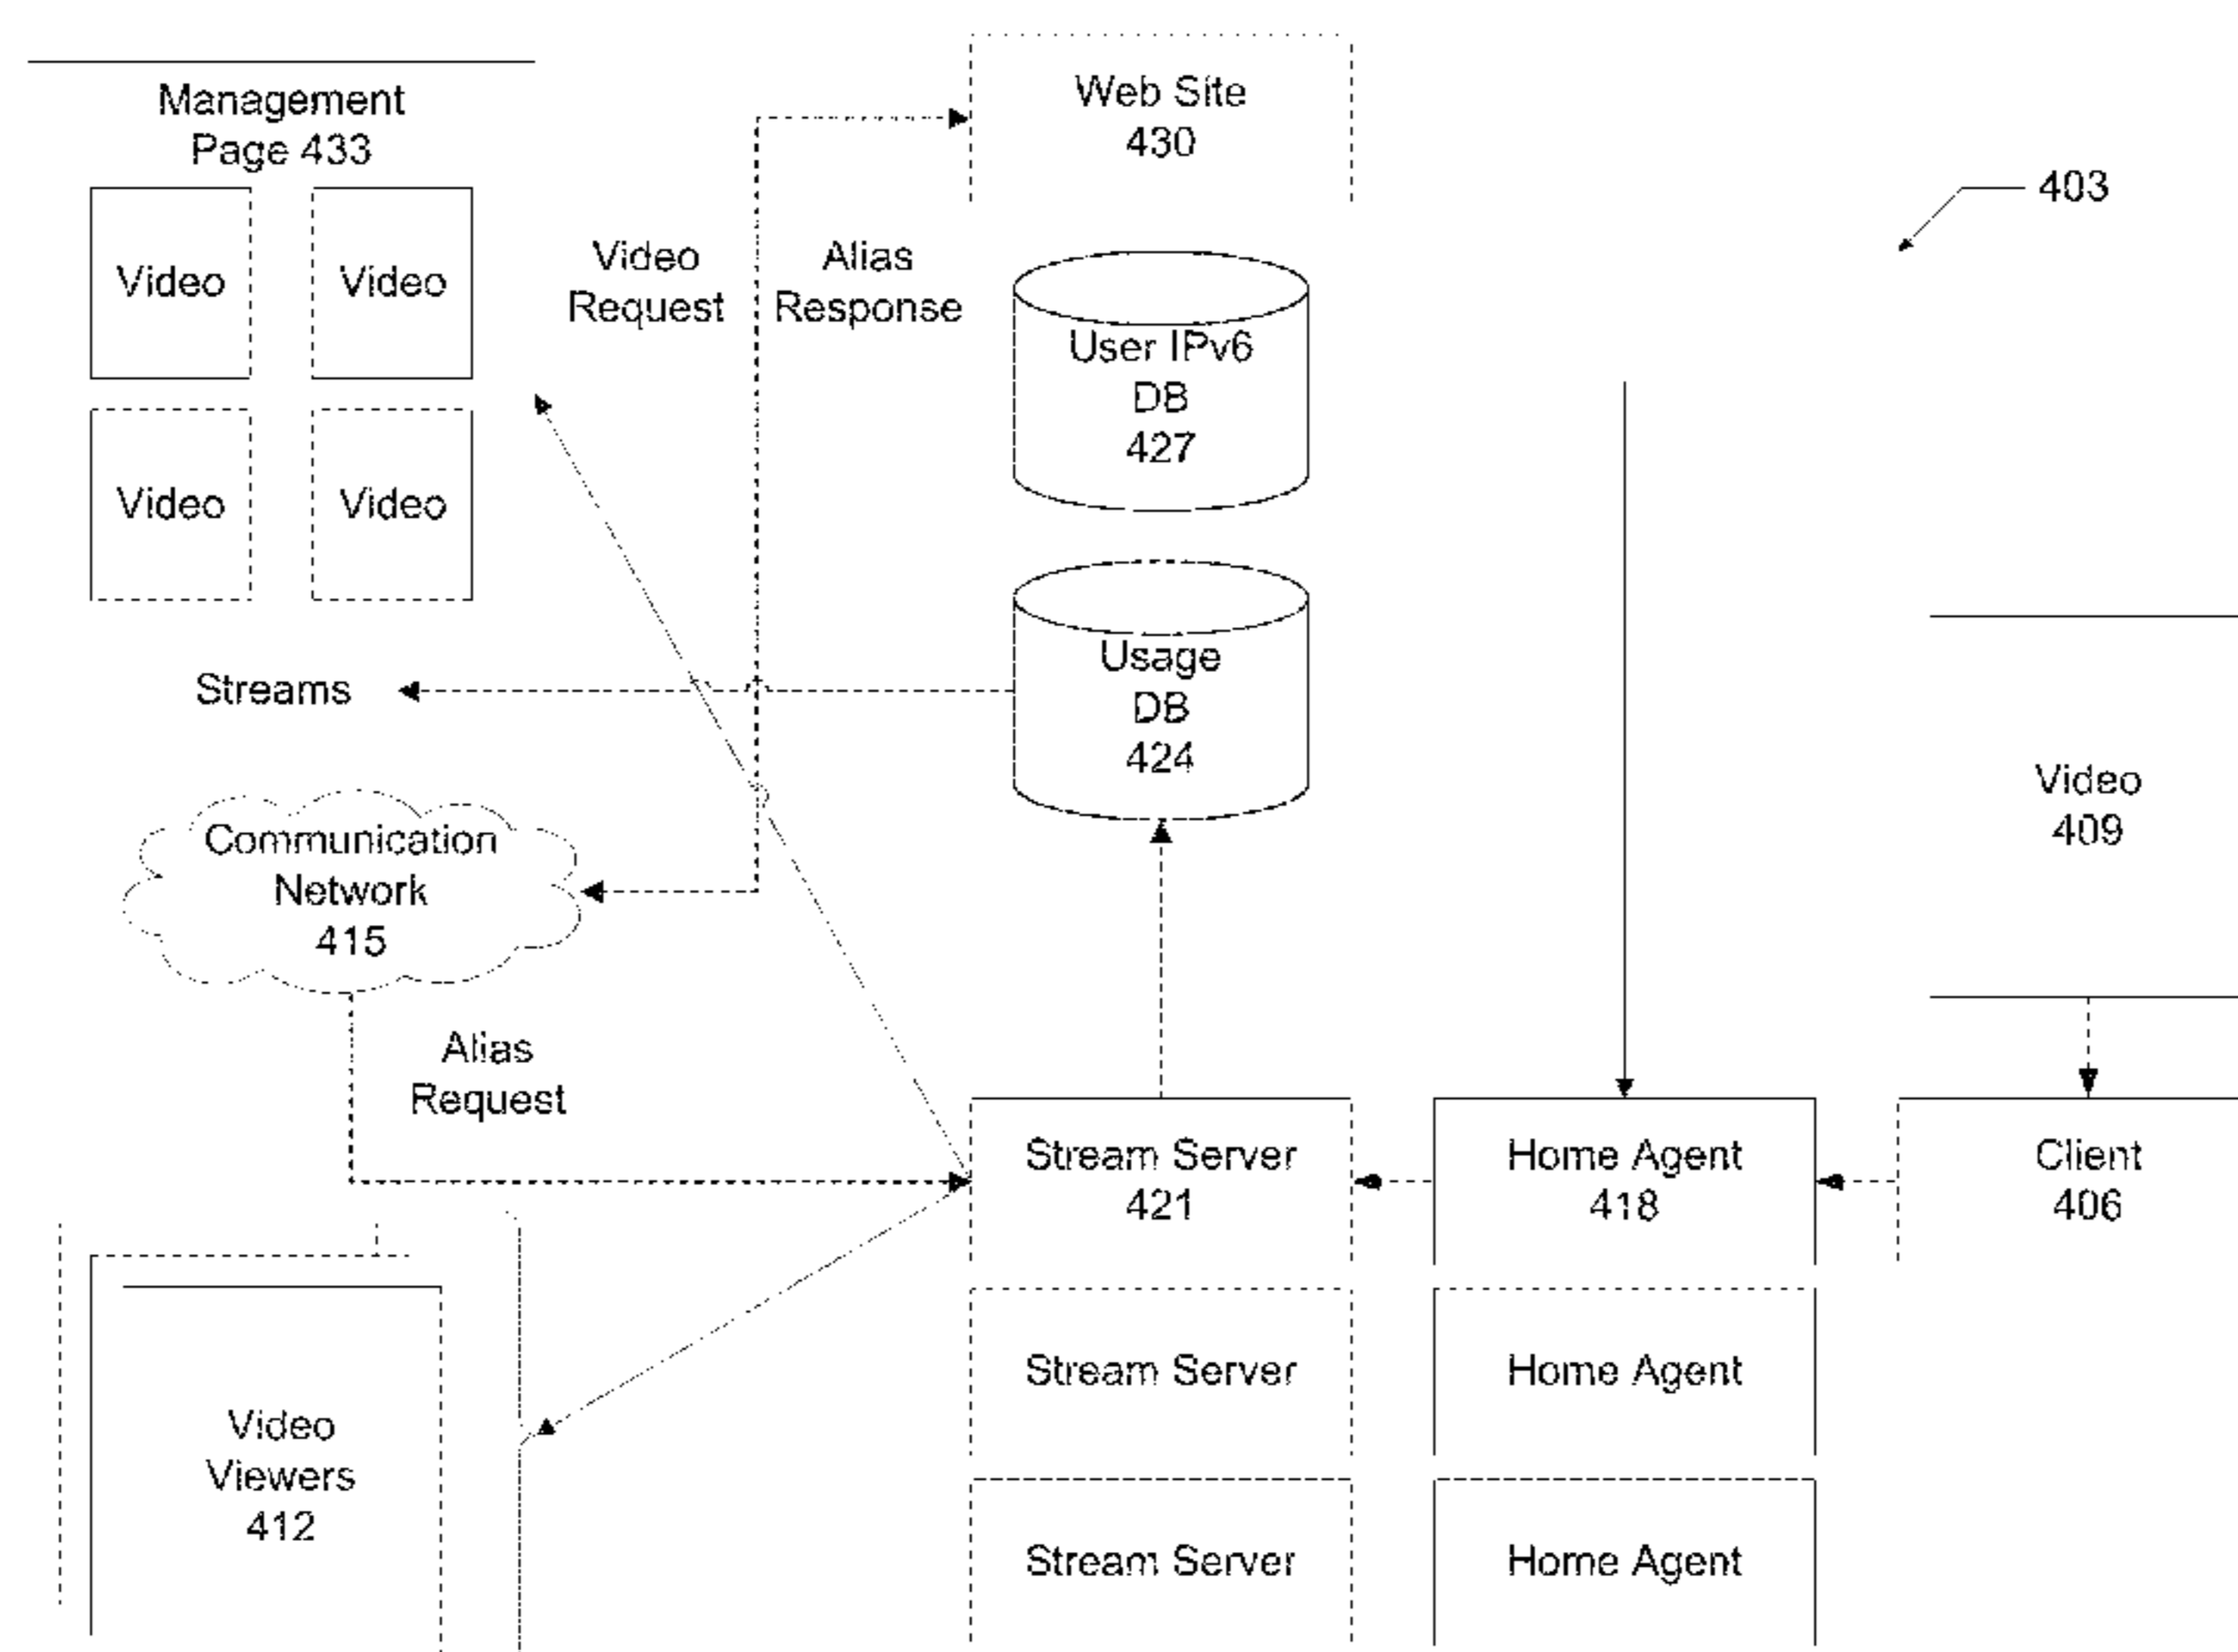 Management
Page 433
Video
Video
Video
Video
Streams
Video
Request
Alias
Response
Web Site
430
User IPv6
DB
427
Usage
DB
424
403
Video
409
Communication
Network
415
Alias
Request
Stream Server
421
Home Agent
418
Client
406
Stream Server
Home Agent
Stream Server
Home Agent
Video
Viewers
412